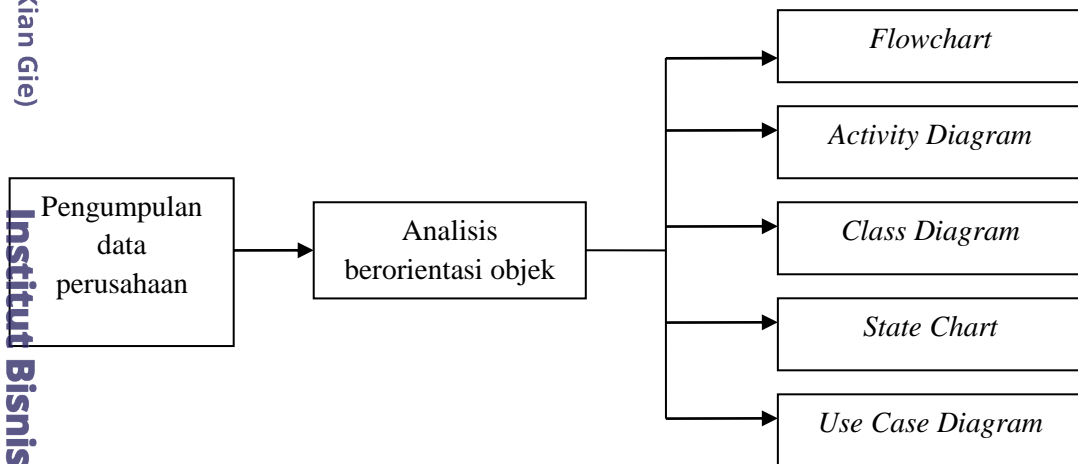 Kian Gie)
Institut Bisnis
Pengumpulan
data
perusahaan
Analisis
berorientasi objek
Flowchart
Activity Diagram
Class Diagram
State Chart
Use Case Diagram